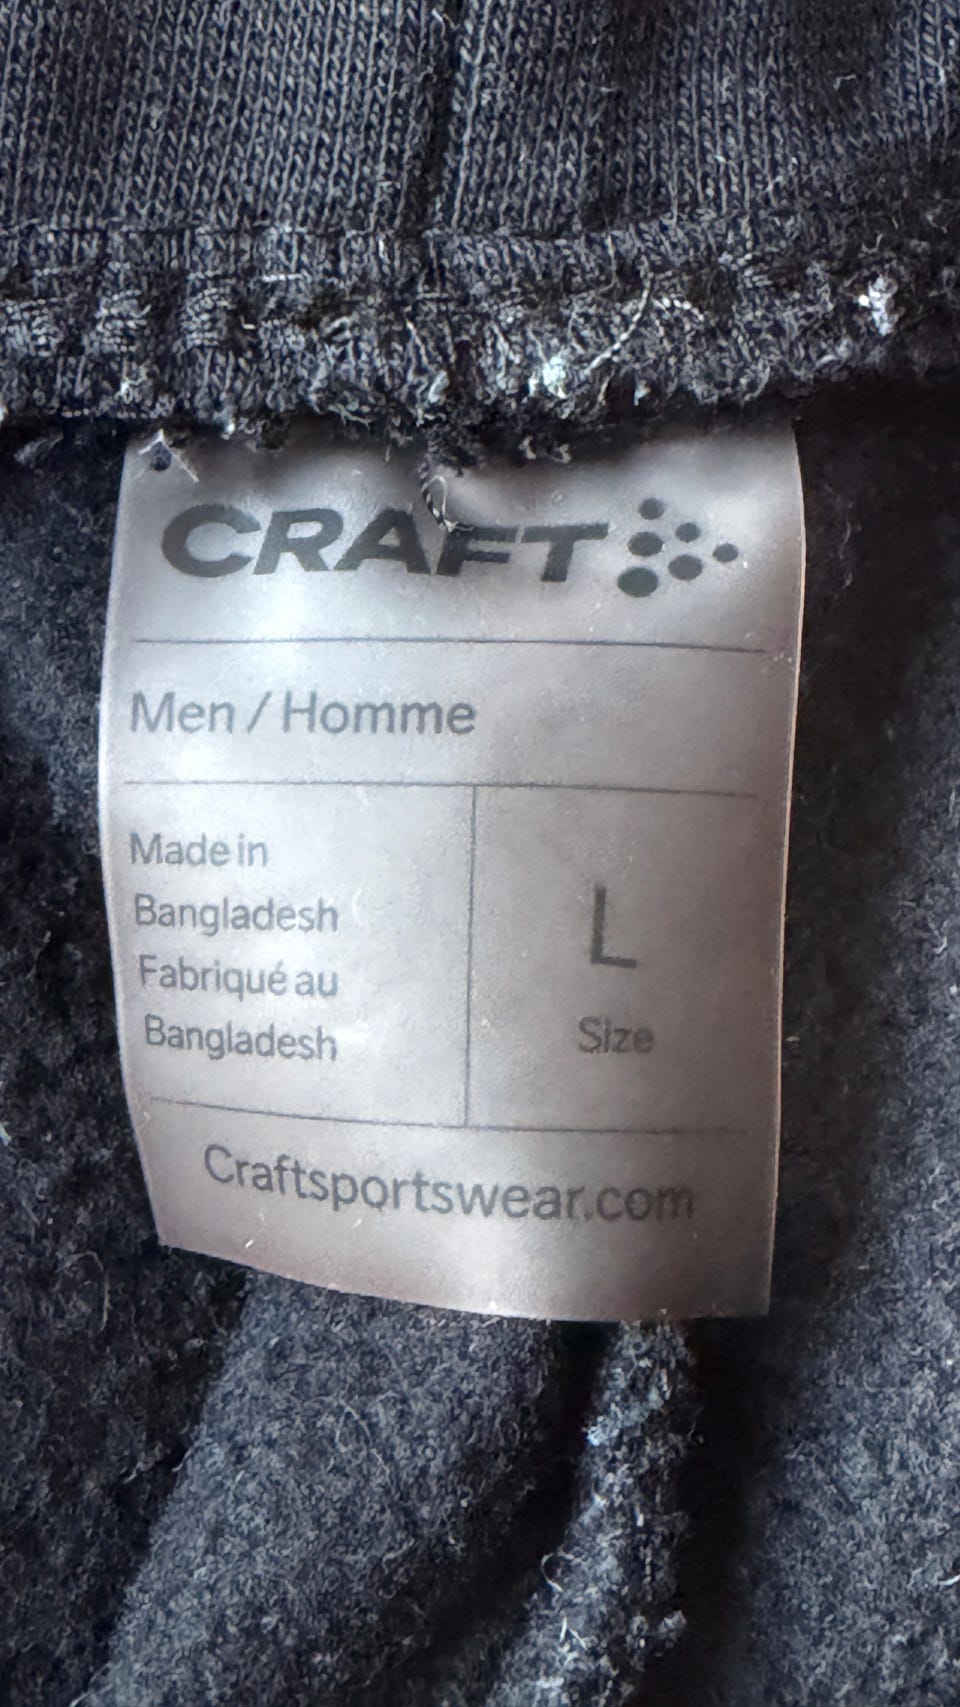 CRAFT
Men / Homme
Made in
Bangladesh
Fabriqué au
Bangladesh
L
Size
Craftsportswear.com